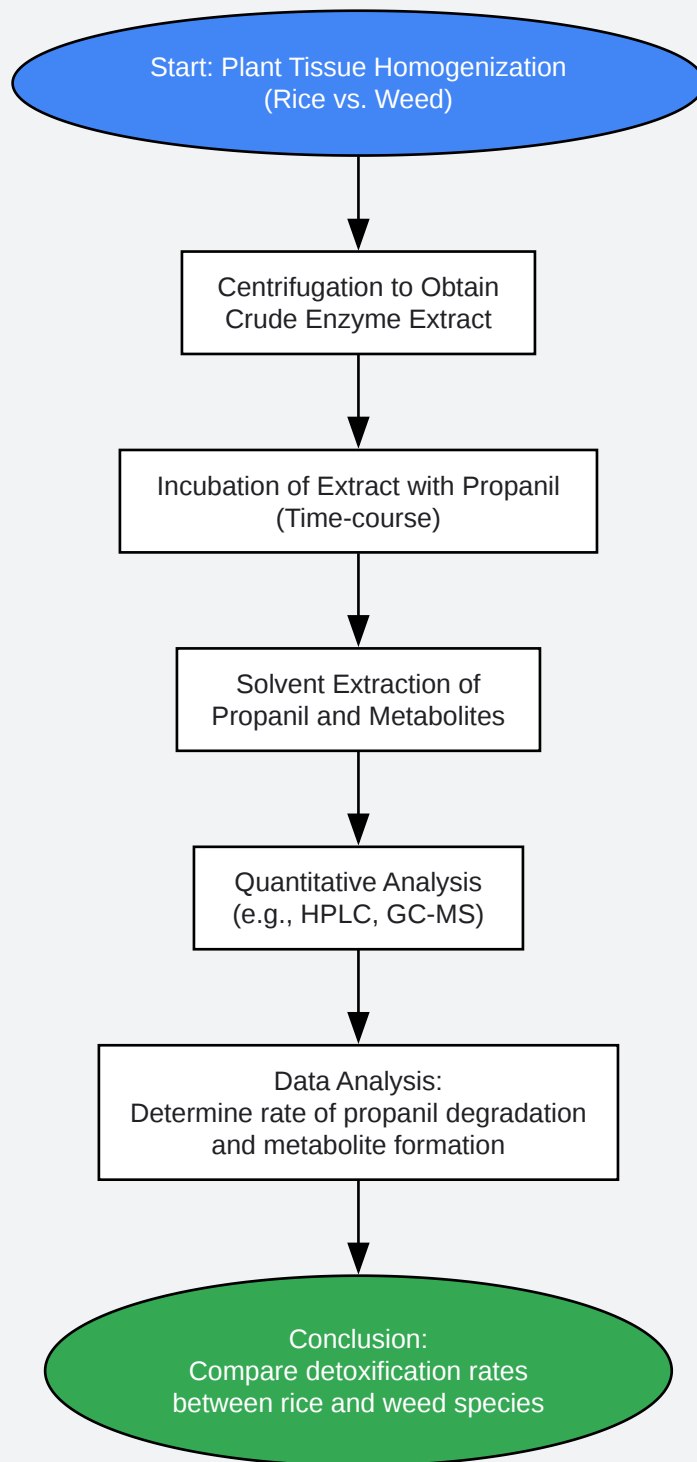 Start: Plant Tissue Homogenization
(Rice vs. Weed)
Centrifugation to Obtain
Crude Enzyme Extract
Incubation of Extract with Propanil
(Time-course)
Solvent Extraction of
Propanil and Metabolites
Quantitative Analysis
(e.g., HPLC, GC-MS)
Data Analysis:
Determine rate of propanil degradation
and metabolite formation
Conclusion:
Compare detoxification rates
between rice and weed species